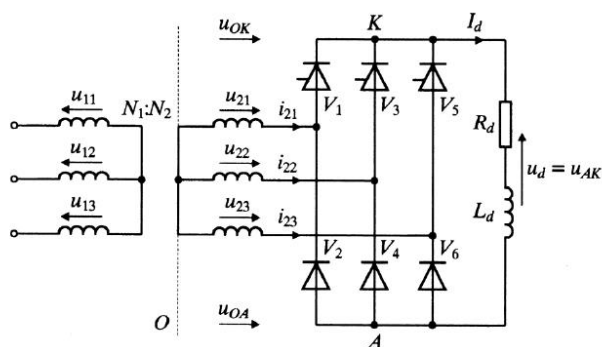 u_OK
K
I_d
u_11
N_1:N_2
u_21
i_21
V_1
V_3
V_5
R_d
u_12
u_22
i_22
u_d = u_AK
u_13
u_23
i_23
L_d
V_2
V_4
V_6
O
u_OA
A